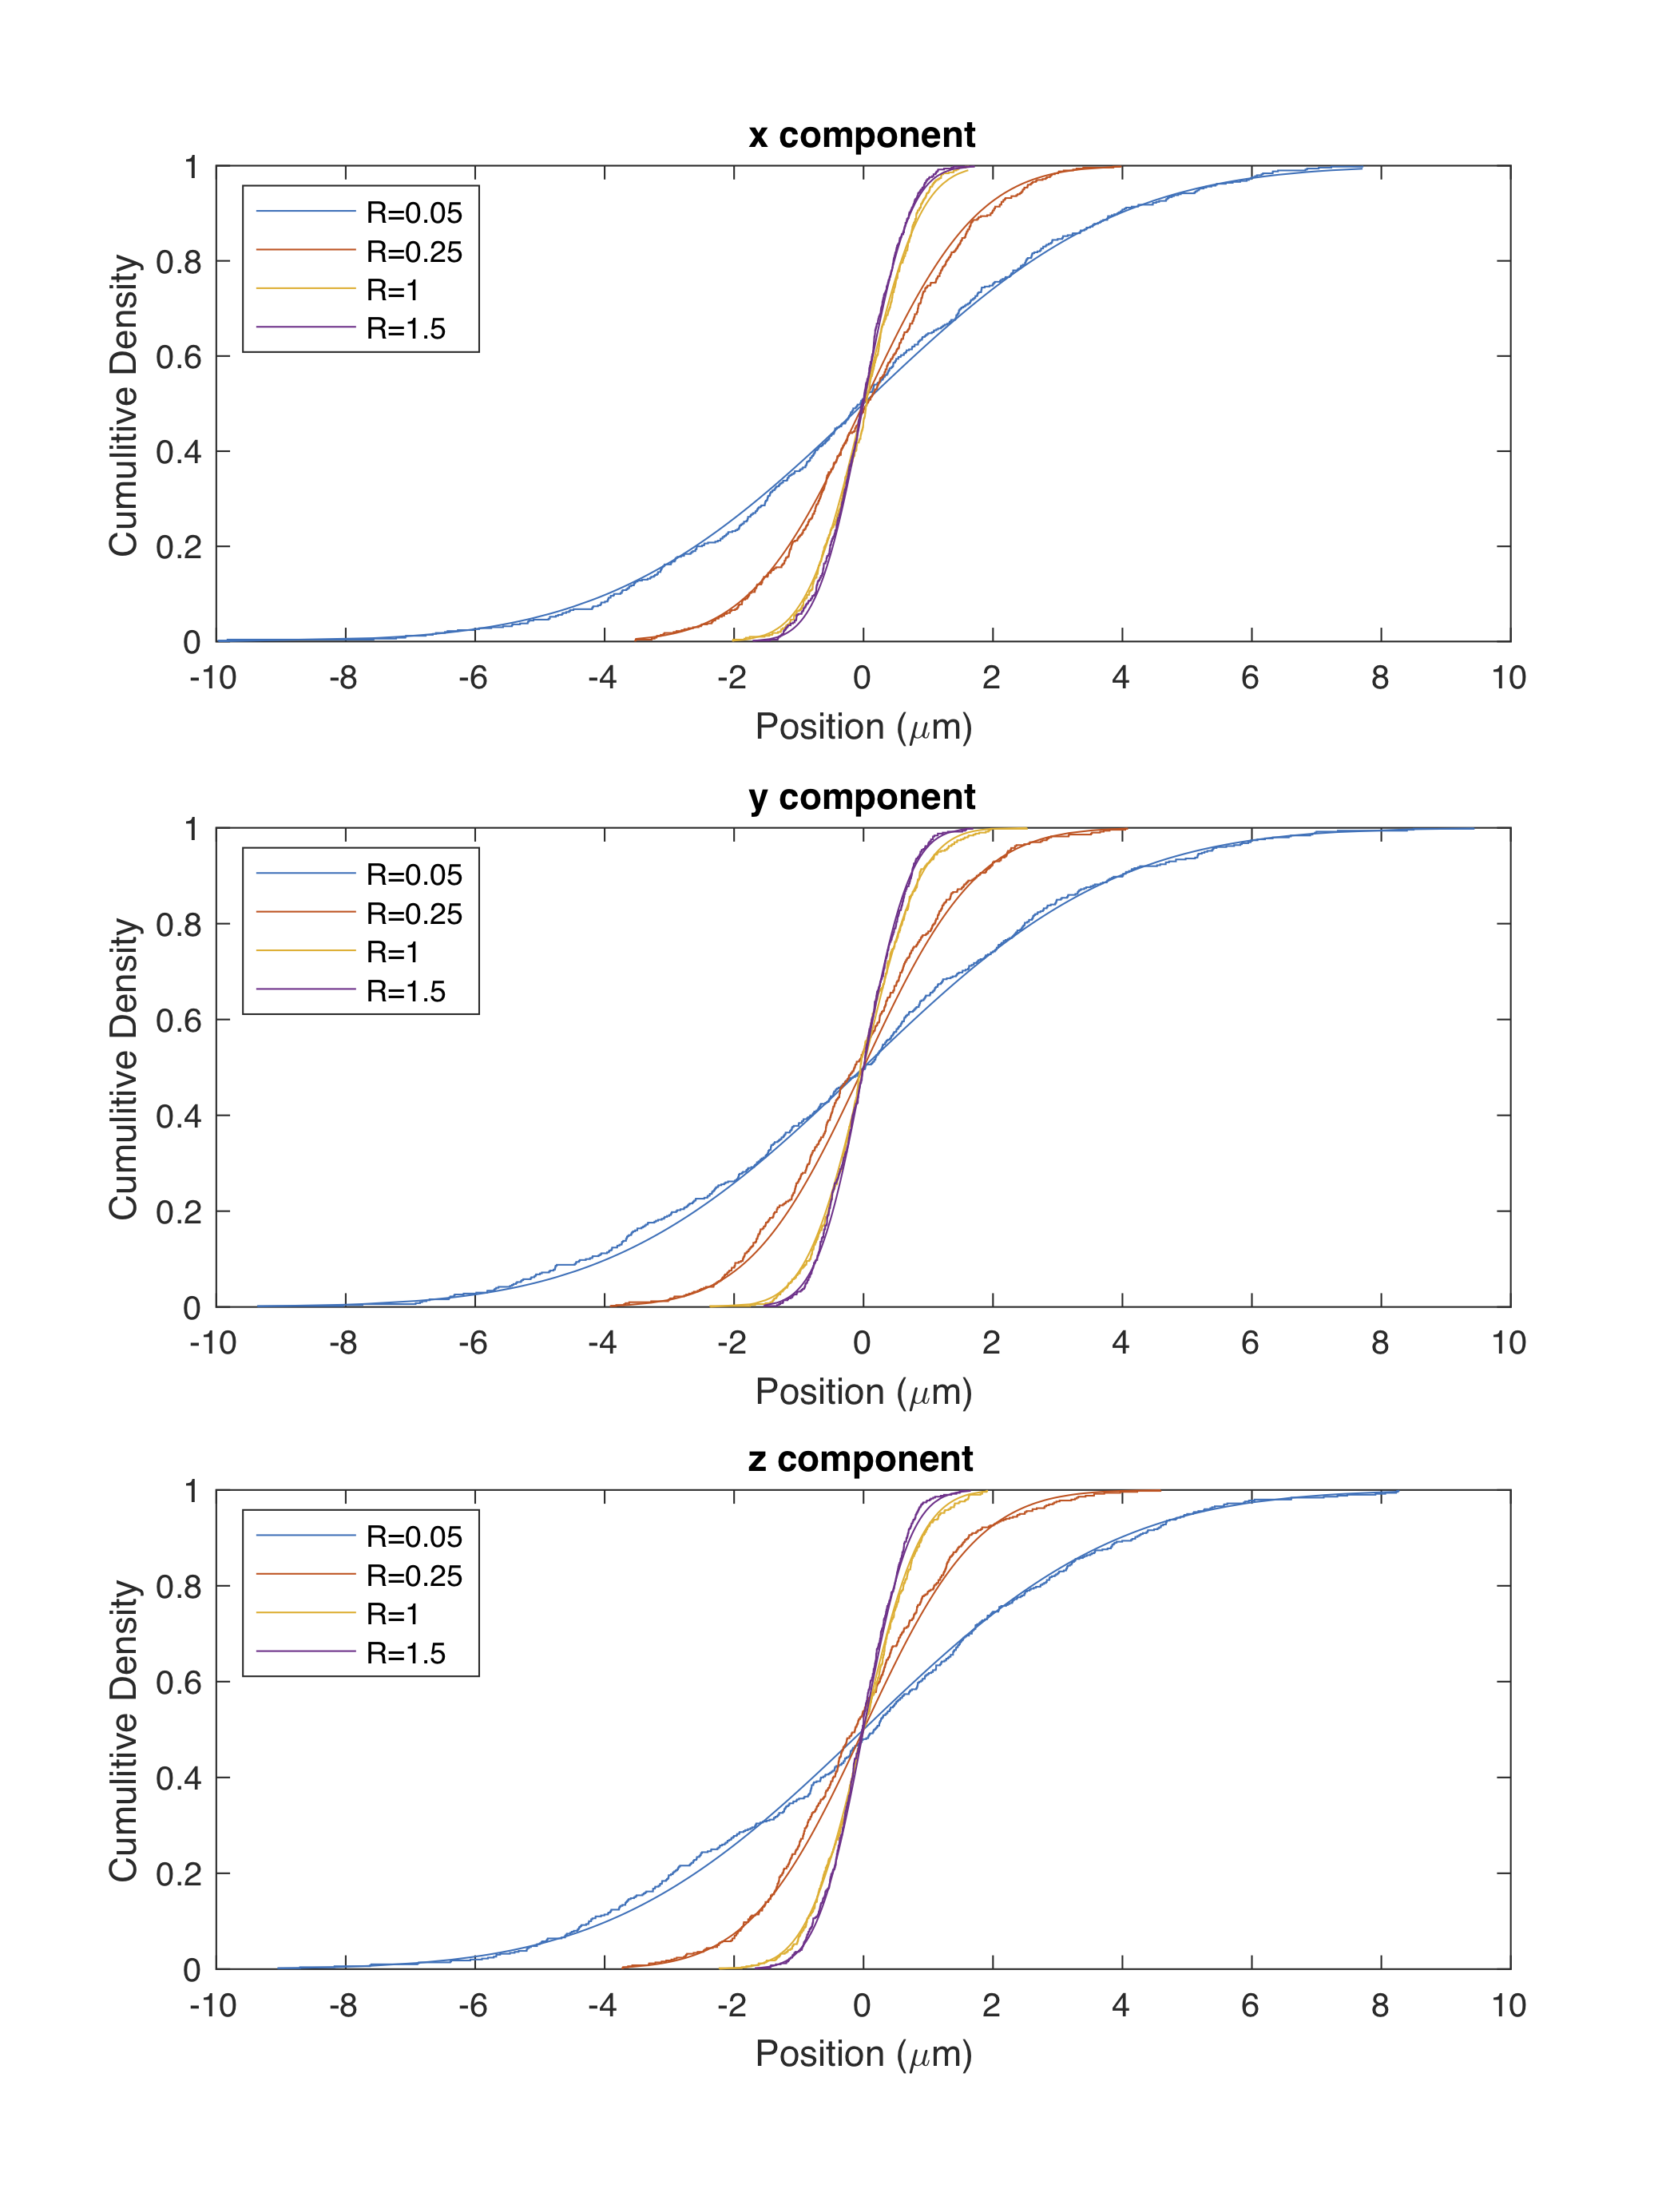 x component
1
0.8
0.6
0.4
0.2
0
Cumulitive Density
R=0.05
R=0.25
R=1
R=1.5
-10 -8 -6 -4 -2 0 2 4 6 8 10
Position (μm)
y component
1
0.8
0.6
0.4
0.2
0
Cumulitive Density
R=0.05
R=0.25
R=1
R=1.5
-10 -8 -6 -4 -2 0 2 4 6 8 10
Position (μm)
z component
1
0.8
0.6
0.4
0.2
0
Cumulitive Density
R=0.05
R=0.25
R=1
R=1.5
-10 -8 -6 -4 -2 0 2 4 6 8 10
Position (μm)